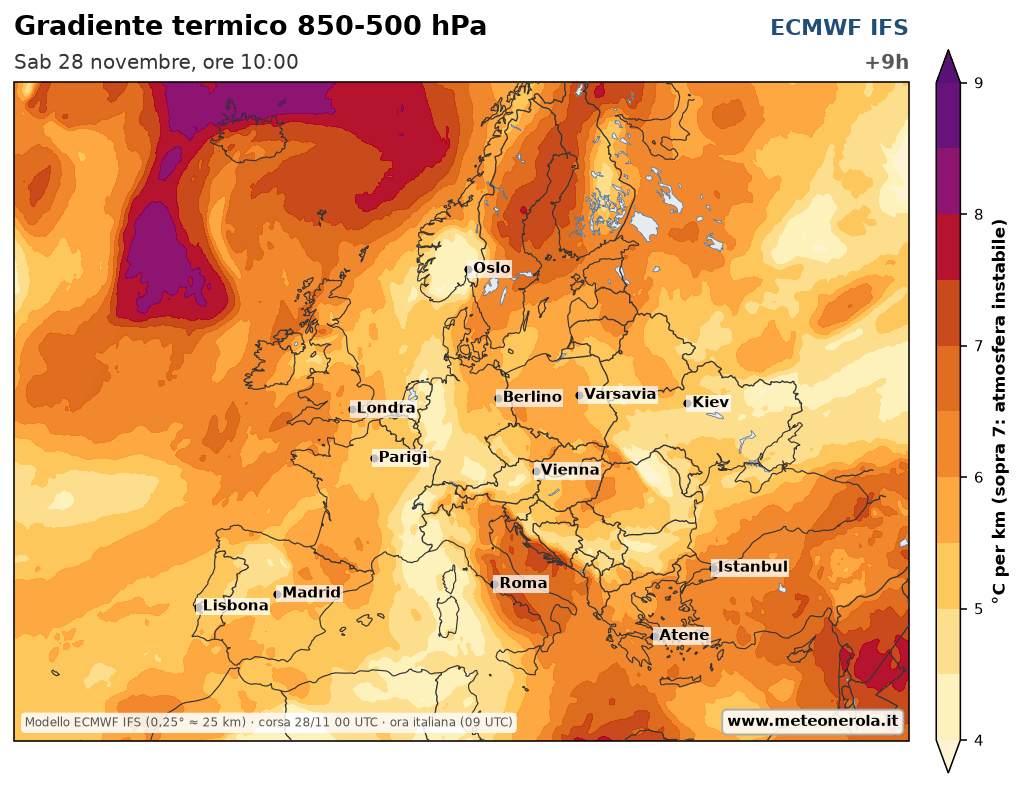 Gradiente termico 850-500 hPa
ECMWF IFS
Sab 28 novembre, ore 10:00
+9h
9
8
7
6
5
4
°C per km (sopra 7: atmosfera instabile)
Oslo
Berlino
Varsavia
Kiev
Londra
Parigi
Vienna
Istanbul
Roma
Madrid
Lisbona
Atene
Modello ECMWF IFS (0,25° ≈ 25 km) · corsa 28/11 00 UTC · ora italiana (09 UTC)
www.meteonerola.it